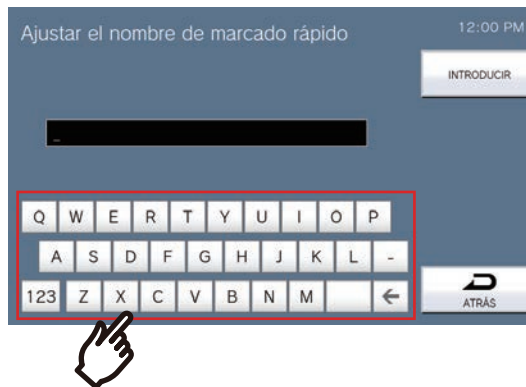 Ajustar el nombre de marcado rápido
12:00 PM
INTRODUCIR
_
Q W E R T Y U I O P
A S D F G H J K L -
123 Z X C V B N M ←
ATRÁS